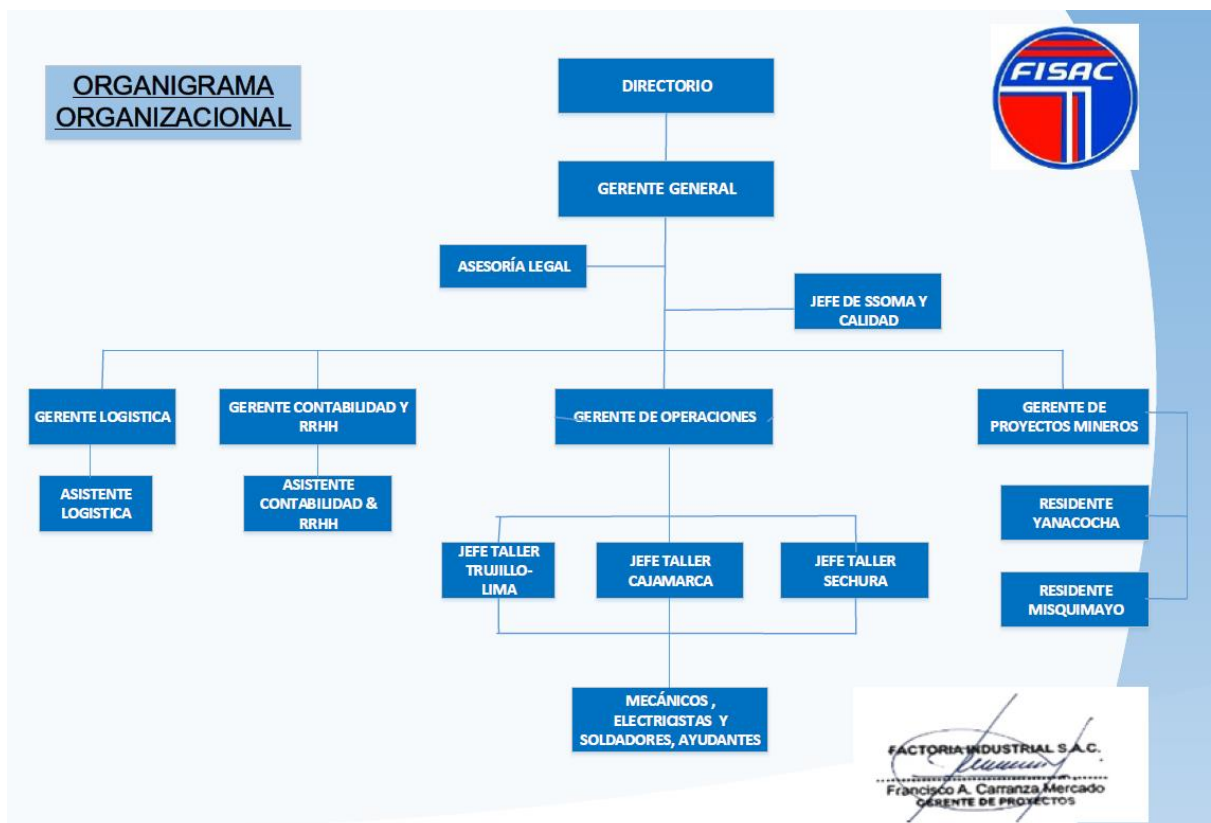 ORGANIGRAMA
ORGANIZACIONAL
FISAC
DIRECTORIO
GERENTE GENERAL
ASESORÍA LEGAL
JEFE DE SSOMA Y
CALIDAD
GERENTE LOGISTICA
GERENTE CONTABILIDAD Y
RRHH
GERENTE DE OPERACIONES
GERENTE DE
PROYECTOS MINEROS
ASISTENTE
LOGISTICA
ASISTENTE
CONTABILIDAD &
RRHH
RESIDENTE
YANACOCHA
JEFE TALLER
TRUJILLO-
LIMA
JEFE TALLER
CAJAMARCA
JEFE TALLER
SECHURA
RESIDENTE
MISQUIMAYO
MECÁNICOS ,
ELECTRICISTAS Y
SOLDADORES, AYUDANTES
FACTORIA INDUSTRIAL S.A.C.
Francisco A. Carranza Mercado
GERENTE DE PROYECTOS